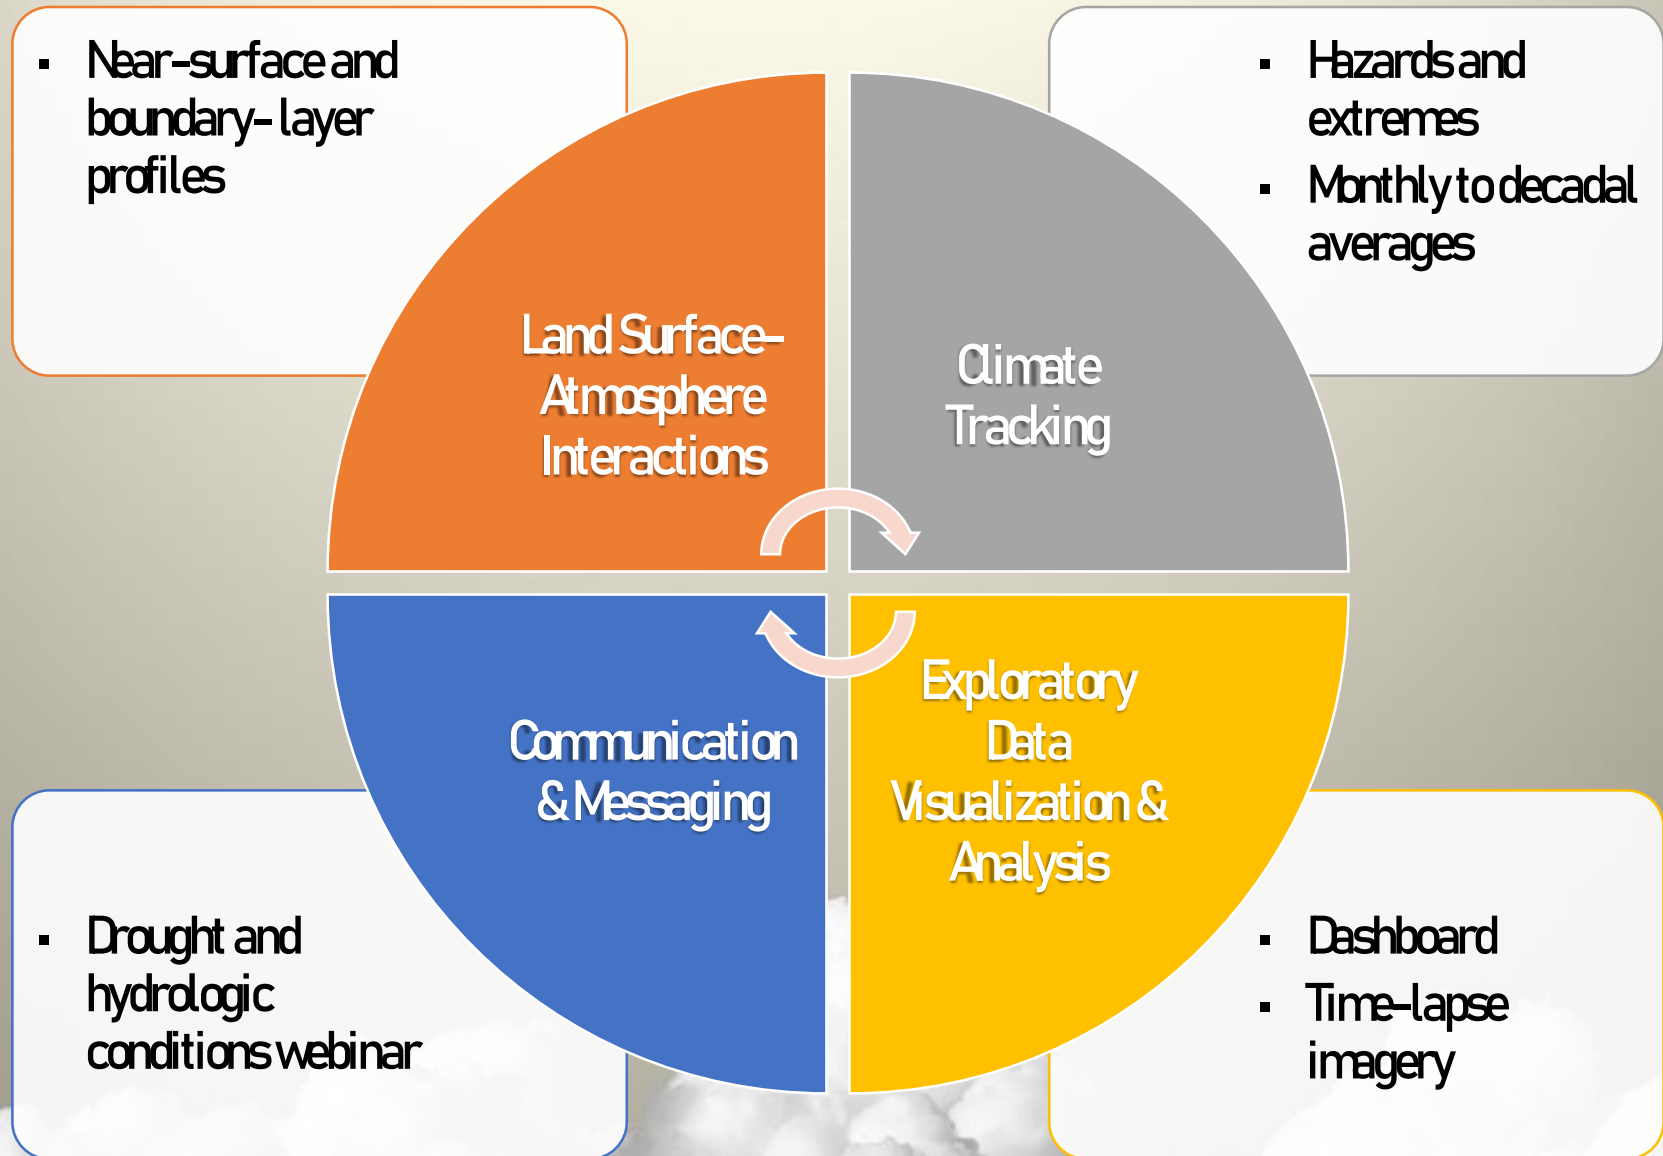 ▪ Near-surface and
boundary- layer
profiles
▪ Hazards and
extremes
▪ Monthly to decadal
averages
Land Surface-
Atmosphere
Interactions
Climate
Tracking
Communication
& Messaging
Exploratory
Data
Visualization &
Analysis
▪ Drought and
hydrologic
conditions webinar
▪ Dashboard
▪ Time-lapse
imagery